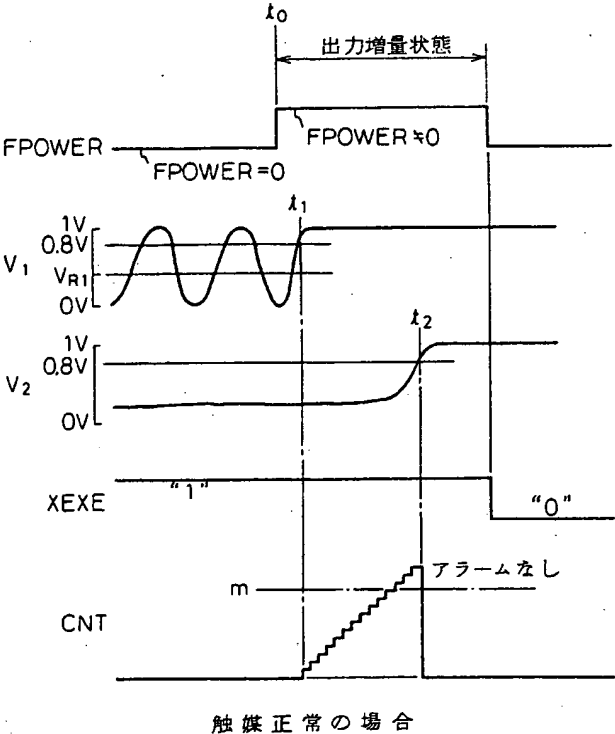 t0
出力増量状態
FPOWER
FPOWER≒0
FPOWER=0
t1
1V
0.8V
V1
VR1
0V
t2
1V
0.8V
V2
0V
XEXE
"1"
"0"
アラームなし
m
CNT
触媒正常の場合